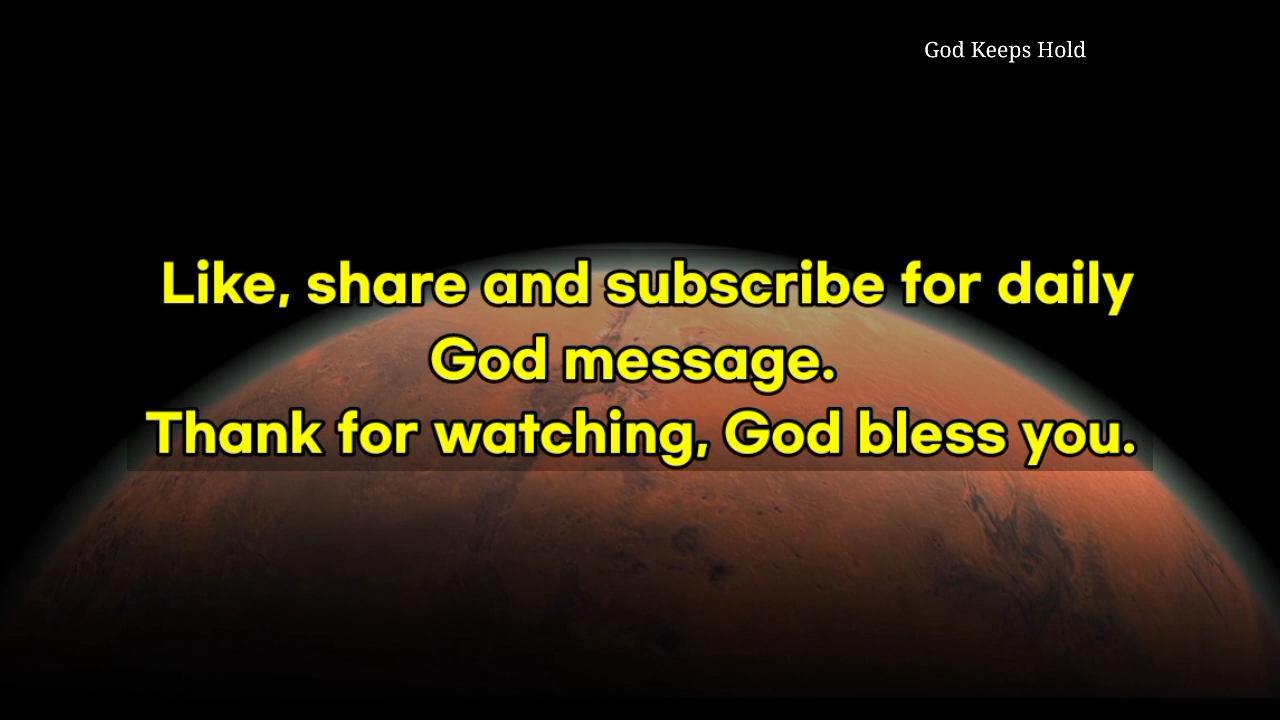 God Keeps Hold
Like, share and subscribe for daily
God message.
Thank for watching, God bless you.